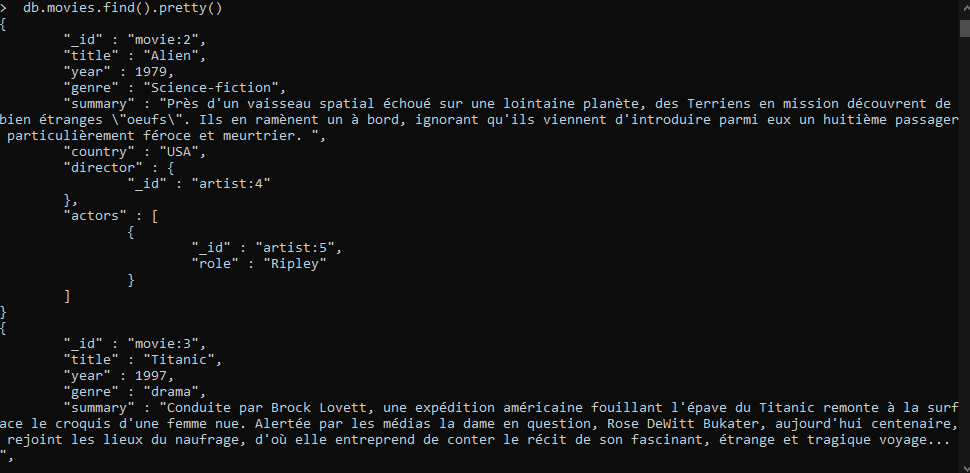 >  db.movies.find().pretty()
{
        "_id" : "movie:2",
        "title" : "Alien",
        "year" : 1979,
        "genre" : "Science-fiction",
        "summary" : "Près d'un vaisseau spatial échoué sur une lointaine planète, des Terriens en mission découvrent de
bien étranges \"oeufs\". Ils en ramènent un à bord, ignorant qu'ils viennent d'introduire parmi eux un huitième passager
 particulièrement féroce et meurtrier. ",
        "country" : "USA",
        "director" : {
                "_id" : "artist:4"
        },
        "actors" : [
                {
                        "_id" : "artist:5",
                        "role" : "Ripley"
                }
        ]
}
{
        "_id" : "movie:3",
        "title" : "Titanic",
        "year" : 1997,
        "genre" : "drama",
        "summary" : "Conduite par Brock Lovett, une expédition américaine fouillant l'épave du Titanic remonte à la surf
ace le croquis d'une femme nue. Alertée par les médias la dame en question, Rose DeWitt Bukater, aujourd'hui centenaire,
 rejoint les lieux du naufrage, d'où elle entreprend de conter le récit de son fascinant, étrange et tragique voyage...
",